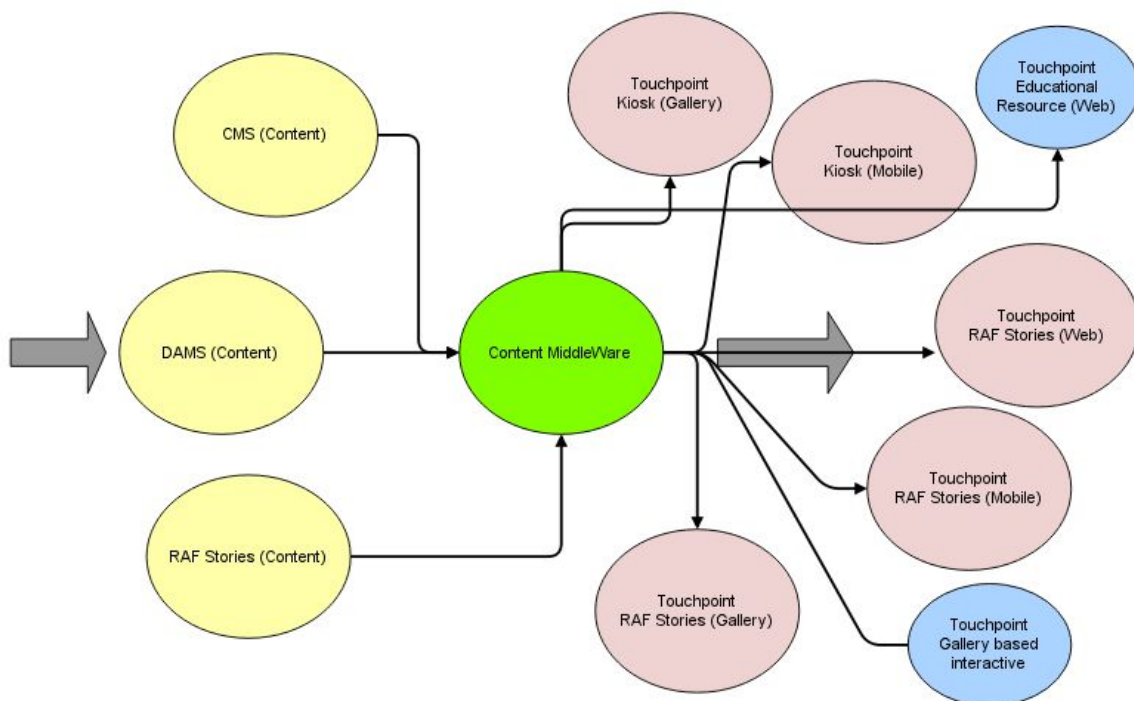 CMS (Content)
DAMS (Content)
RAF Stories (Content)
Content MiddleWare
Touchpoint
Kiosk (Gallery)
Touchpoint
Kiosk (Mobile)
Touchpoint
Educational
Resource (Web)
Touchpoint
RAF Stories (Web)
Touchpoint
RAF Stories (Mobile)
Touchpoint
RAF Stories (Gallery)
Touchpoint
Gallery based
interactive